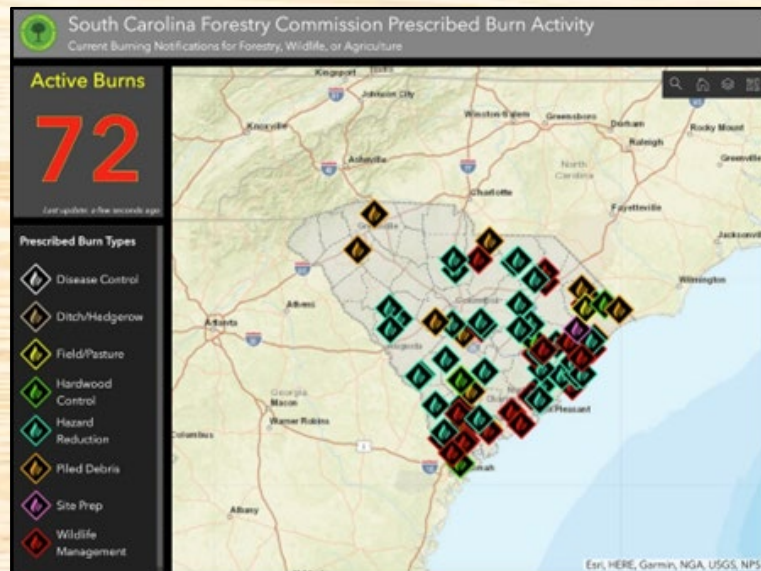 South Carolina Forestry Commission Prescribed Burn Activity
Current Burning Notifications for Forestry, Wildlife, or Agriculture
Active Burns
72
Last update: a few seconds ago
Prescribed Burn Types
Disease Control
Ditch/Hedgerow
Field/Pasture
Hardwood
Control
Hazard
Reduction
Piled Debris
Site Prep
Wildlife
Management
Kingsport
Johnson City
Knoxville
Winston-Salem
Greensboro
Durham
Rocky Mount
Raleigh
Greenville
Asheville
North
Carolina
Charlotte
Fayetteville
Greenville
Jacksonville
Wilmington
Athens
Atlanta
Columbia
Augusta
Georgia
Macon
Warner Robins
Columbus
Pleasant
Albany
Esri, HERE, Garmin, NGA, USGS, NPS